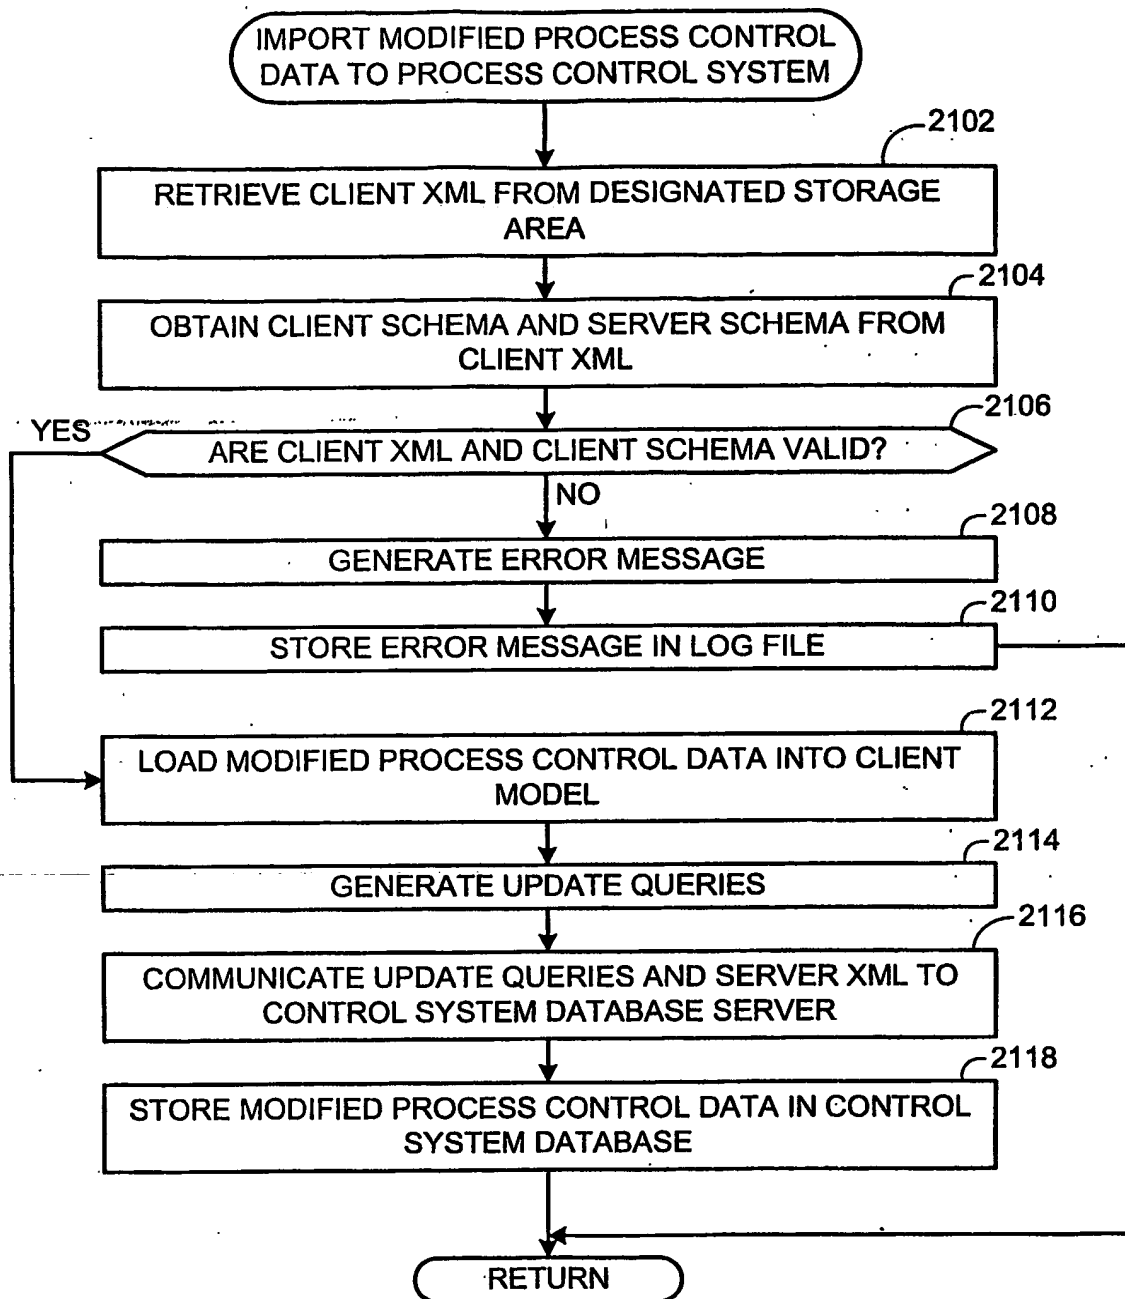 IMPORT MODIFIED PROCESS CONTROL
DATA TO PROCESS CONTROL SYSTEM
2102
RETRIEVE CLIENT XML FROM DESIGNATED STORAGE
AREA
2104
OBTAIN CLIENT SCHEMA AND SERVER SCHEMA FROM
CLIENT XML
2106
YES
ARE CLIENT XML AND CLIENT SCHEMA VALID?
NO
2108
GENERATE ERROR MESSAGE
2110
STORE ERROR MESSAGE IN LOG FILE
2112
LOAD MODIFIED PROCESS CONTROL DATA INTO CLIENT
MODEL
2114
GENERATE UPDATE QUERIES
2116
COMMUNICATE UPDATE QUERIES AND SERVER XML TO
CONTROL SYSTEM DATABASE SERVER
2118
STORE MODIFIED PROCESS CONTROL DATA IN CONTROL
SYSTEM DATABASE
RETURN